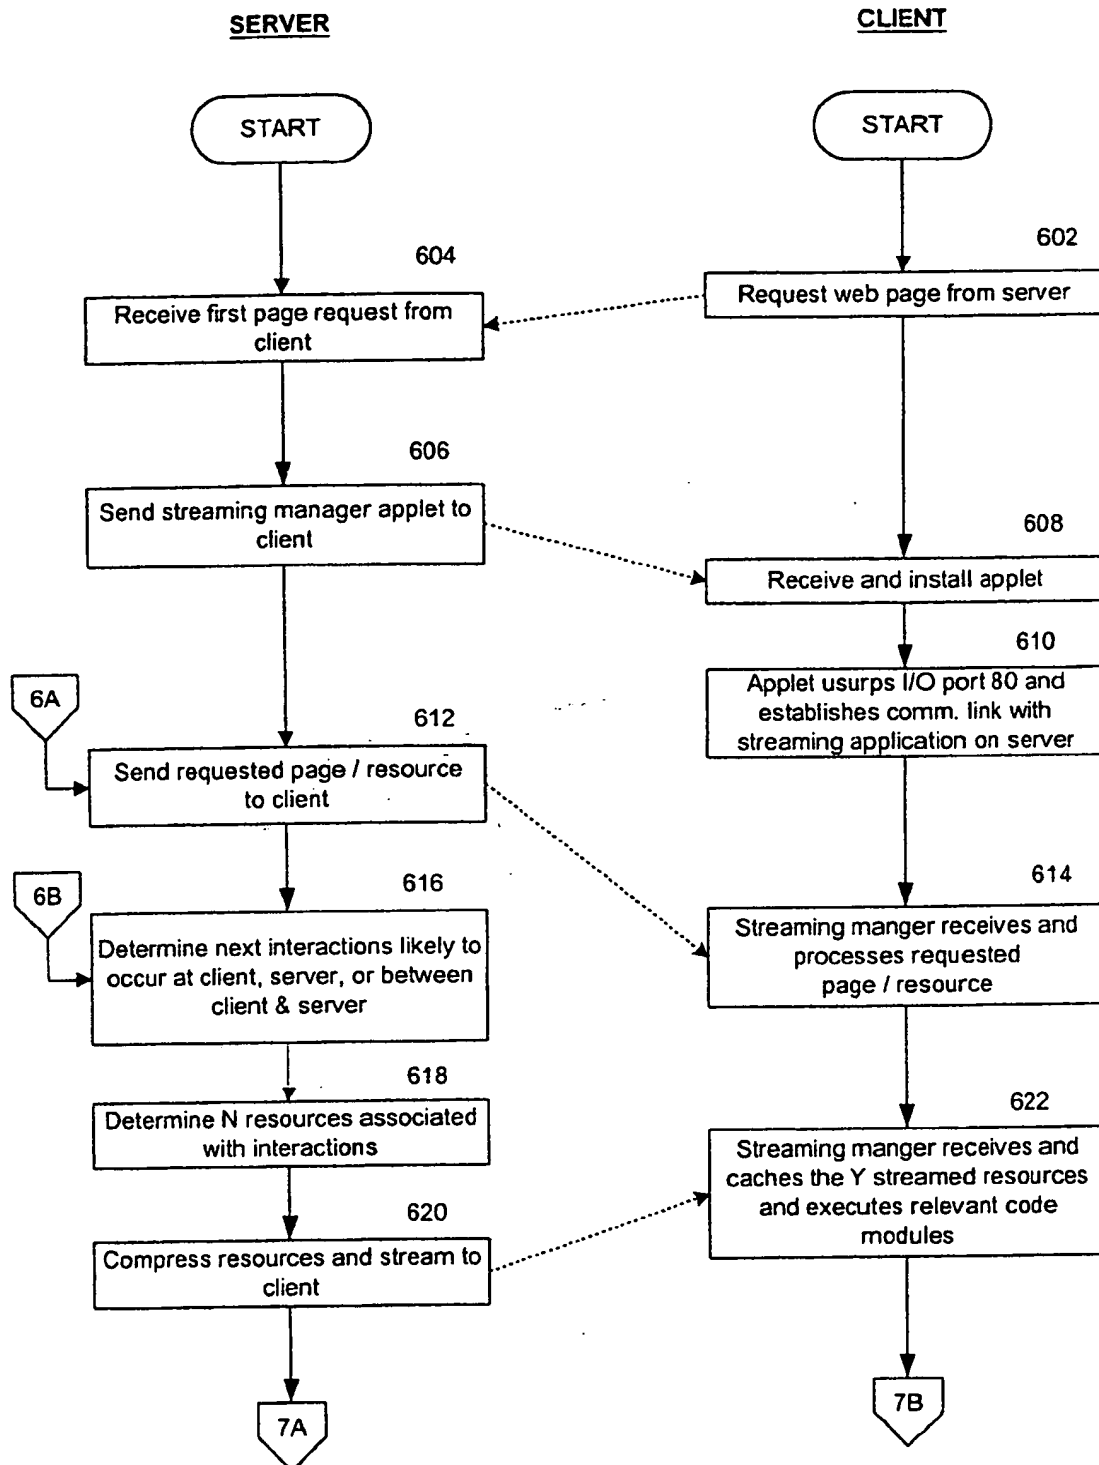 SERVER
CLIENT
START
START
604
Receive first page request from
client
602
Request web page from server
606
Send streaming manager applet to
client
608
Receive and install applet
610
Applet usurps I/O port 80 and
establishes comm. link with
streaming application on server
6A
612
Send requested page / resource
to client
614
Streaming manger receives and
processes requested
page / resource
6B
616
Determine next interactions likely to
occur at client, server, or between
client & server
618
Determine N resources associated
with interactions
622
Streaming manger receives and
caches the Y streamed resources
and executes relevant code
modules
620
Compress resources and stream to
client
7A
7B